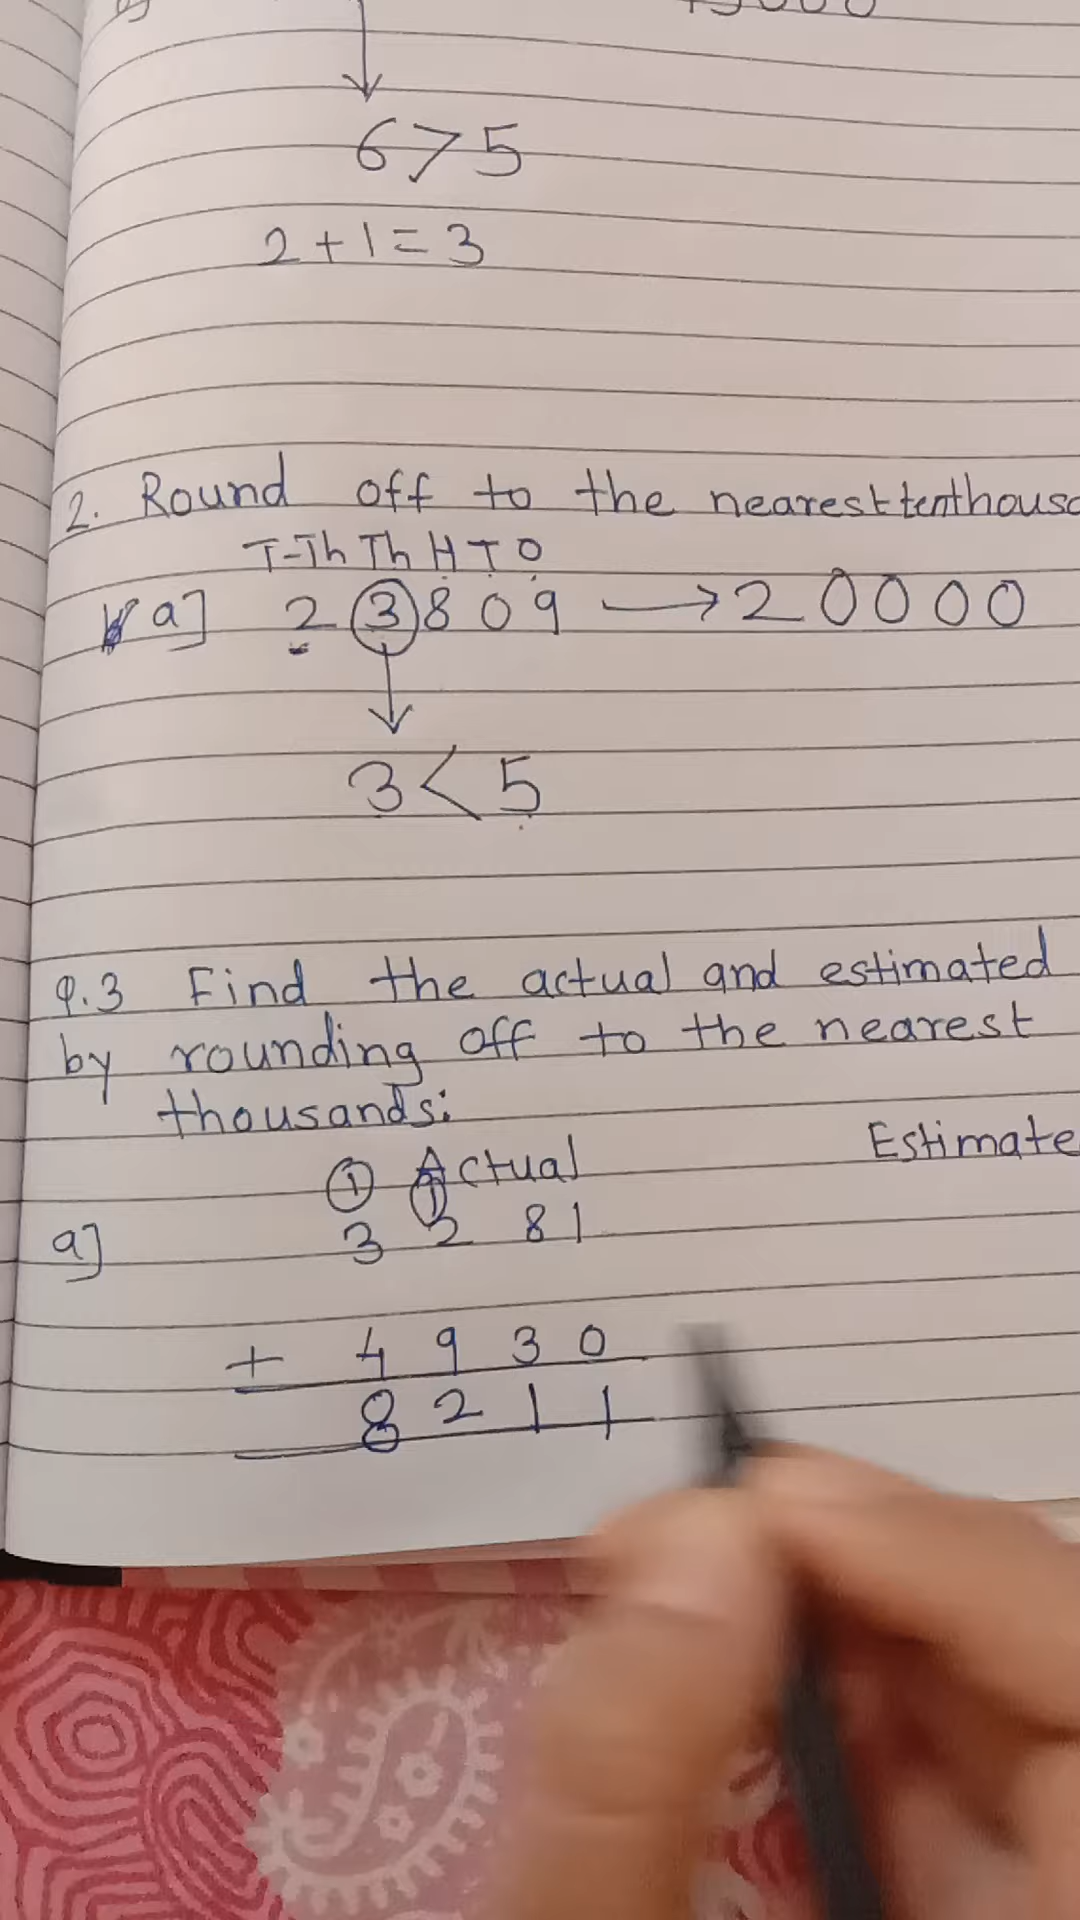 6 > 5
2 + 1 = 3
2. Round off to the nearest tenthousa
T-Th Th H T O
a] 2 3 8 0 9 → 2 0 0 0 0
3 < 5
Q.3 Find the actual and estimated
by rounding off to the nearest
thousands:
① Actual Estimate
①
a] 3 2 8 1
+ 4 9 3 0
8 2 1 1